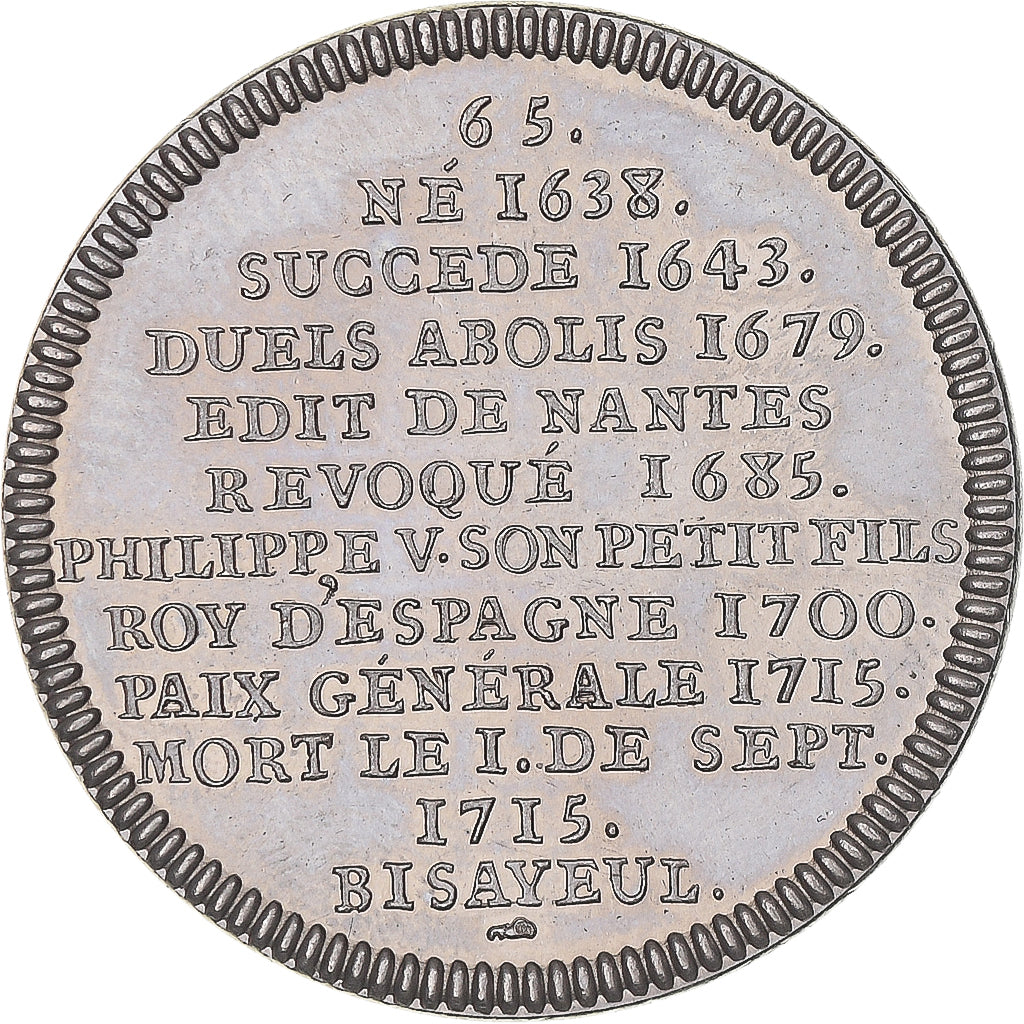 65.
NÉ 1638.
SUCCEDE 1643.
DUELS ABOLIS 1679.
EDIT DE NANTES
REVOQUÉ 1685.
PHILIPPE V. SON PETIT FILS
ROY D'ESPAGNE 1700.
PAIX GÉNÉRALE 1715.
MORT LE I. DE SEPT.
1715.
BISAYEUL.